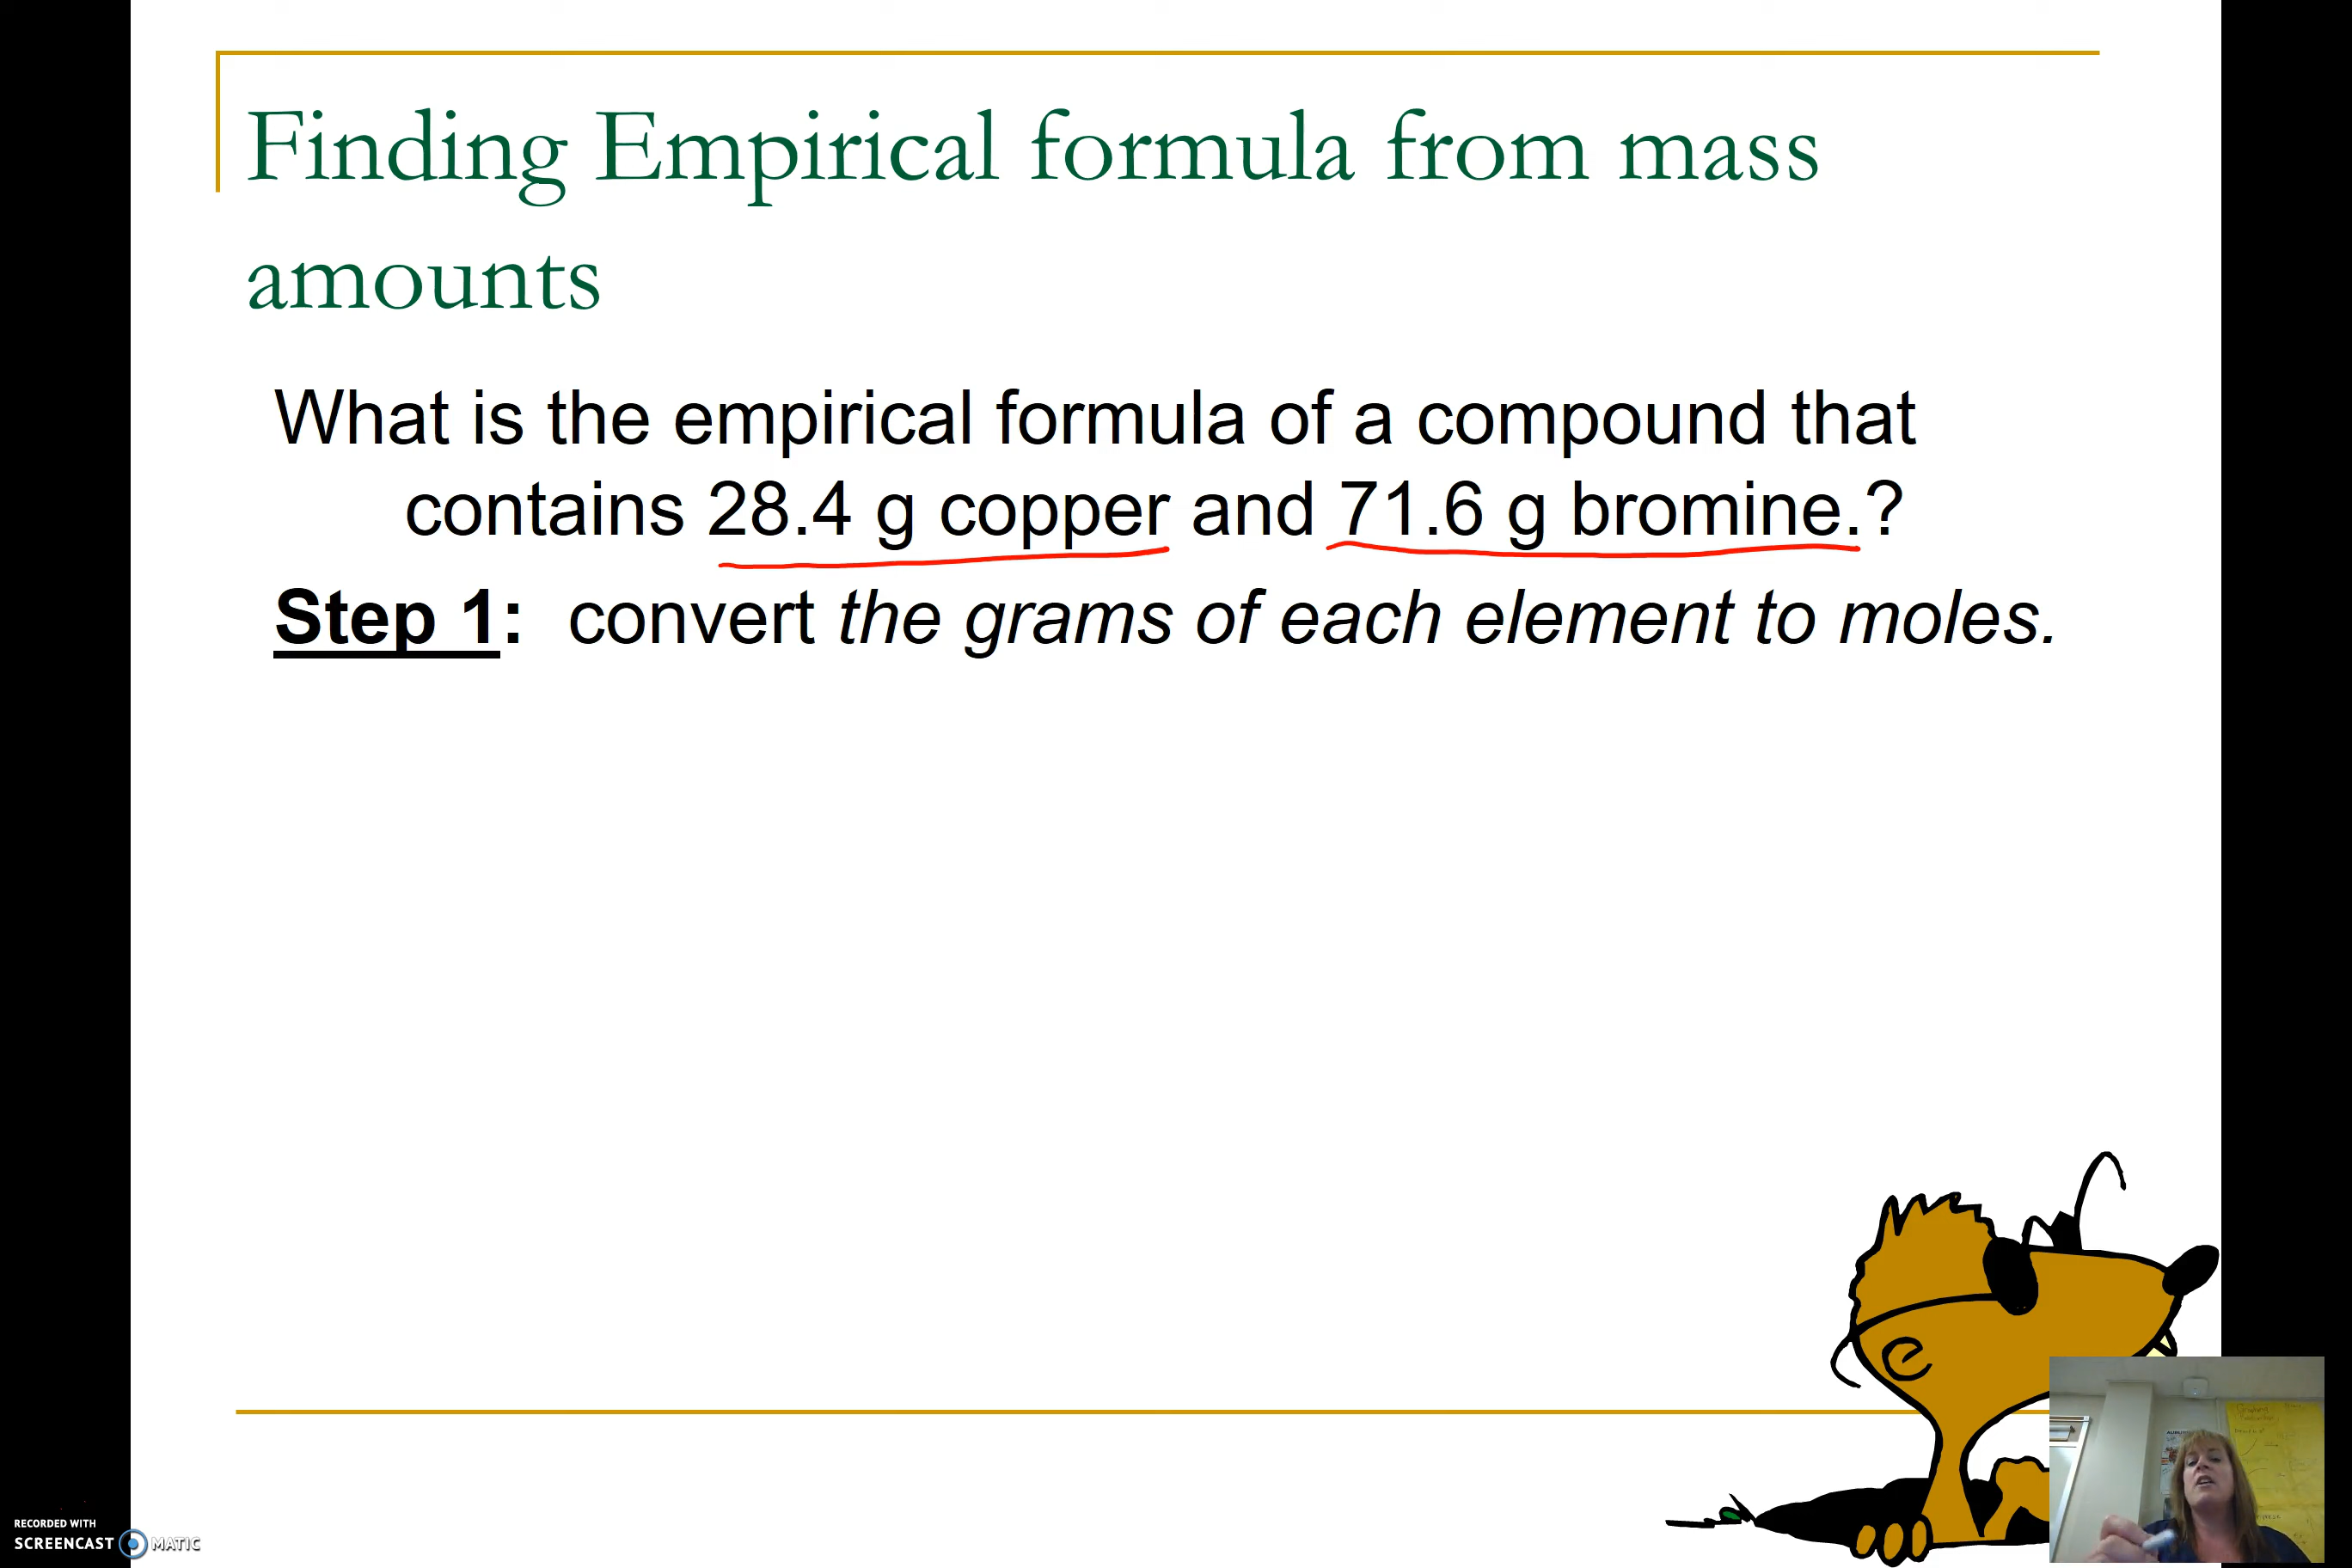 Finding Empirical formula from mass
amounts
What is the empirical formula of a compound that
contains 28.4 g copper and 71.6 g bromine.?
Step 1: convert the grams of each element to moles.
RECORDED WITH
SCREENCAST MATIC